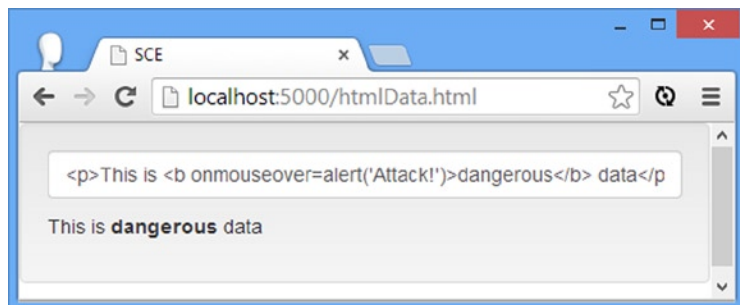 SCE
localhost:5000/htmlData.html
<p>This is <b onmouseover=alert('Attack!')>dangerous</b> data</p
This is dangerous data